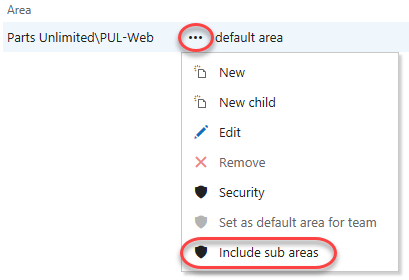 Area
Parts Unlimited\PUL-Web ••• default area
New
New child
Edit
Remove
Security
Set as default area for team
Include sub areas